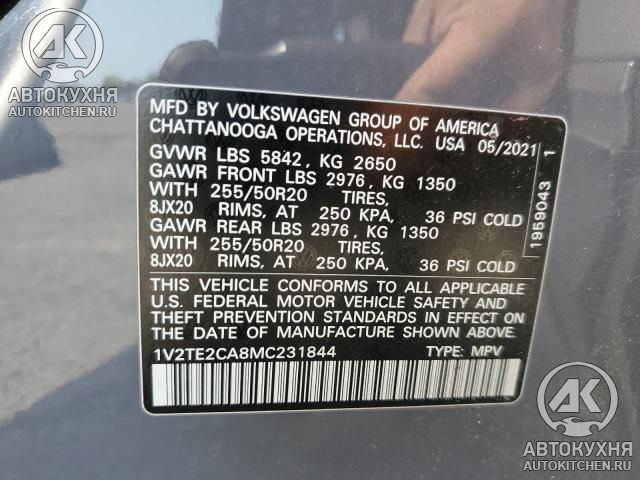 AK
АВТОКУХНЯ
AUTOKITCHEN.RU
MFD BY VOLKSWAGEN GROUP OF AMERICA
CHATTANOOGA OPERATIONS, LLC. USA 05/2021
GVWR LBS 5842, KG 2650
GAWR FRONT LBS 2976, KG 1350
WITH 255/50R20 TIRES,
8JX20 RIMS, AT 250 KPA, 36 PSI COLD
GAWR REAR LBS 2976, KG 1350
WITH 255/50R20 TIRES,
8JX20 RIMS, AT 250 KPA, 36 PSI COLD
1959043 1
THIS VEHICLE CONFORMS TO ALL APPLICABLE
U.S. FEDERAL MOTOR VEHICLE SAFETY AND
THEFT PREVENTION STANDARDS IN EFFECT ON
THE DATE OF MANUFACTURE SHOWN ABOVE.
1V2TE2CA8MC231844 TYPE: MPV
AK
АВТОКУХНЯ
AUTOKITCHEN.RU